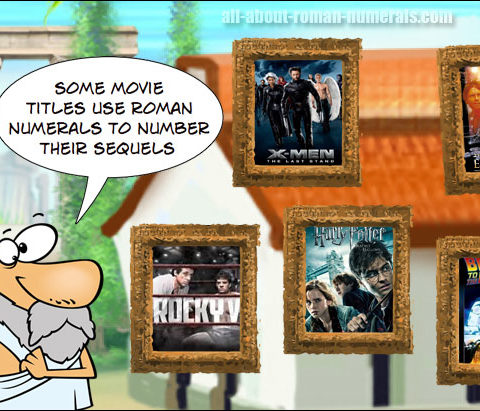 all-about-roman-numerals.com
SOME MOVIE
TITLES USE ROMAN
NUMERALS TO NUMBER
THEIR SEQUELS
X-MEN
THE LAST STAND
Harry Potter
ROCKY V